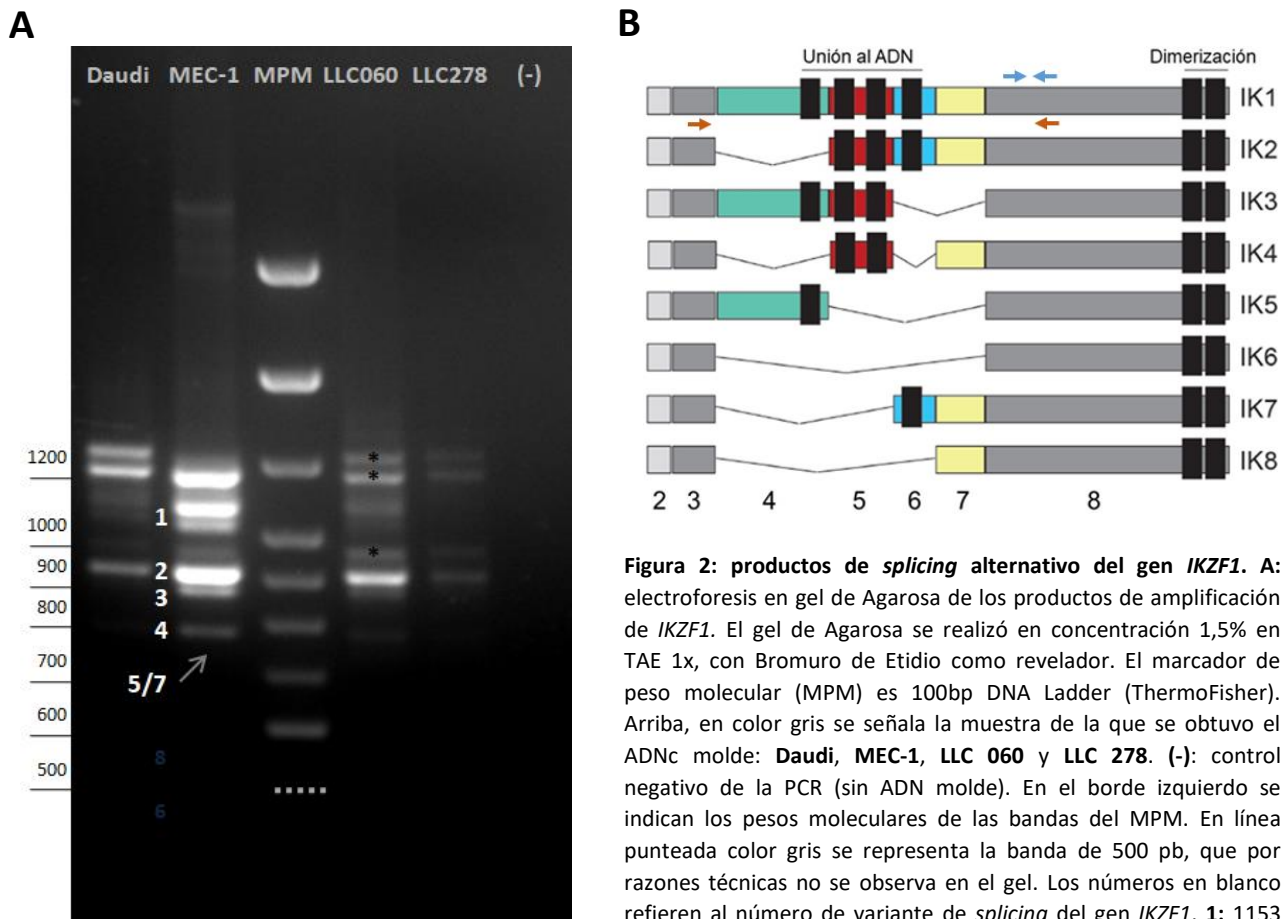 A
Daudi MEC-1 MPM LLC060 LLC278 (-)
1200
1000
900
800
700
600
500
1
2
3
4
5/7
8
6
*
*
*
B
Unión al ADN
Dimerización
IK1
IK2
IK3
IK4
IK5
IK6
IK7
IK8
2 3 4 5 6 7 8
Figura 2: productos de splicing alternativo del gen IKZF1. A:
electroforesis en gel de Agarosa de los productos de amplificación
de IKZF1. El gel de Agarosa se realizó en concentración 1,5% en
TAE 1x, con Bromuro de Etidio como revelador. El marcador de
peso molecular (MPM) es 100bp DNA Ladder (ThermoFisher).
Arriba, en color gris se señala la muestra de la que se obtuvo el
ADNc molde: Daudi, MEC-1, LLC 060 y LLC 278. (-): control
negativo de la PCR (sin ADN molde). En el borde izquierdo se
indican los pesos moleculares de las bandas del MPM. En línea
punteada color gris se representa la banda de 500 pb, que por
razones técnicas no se observa en el gel. Los números en blanco
refieren al número de variante de splicing del gen IKZF1. 1: 1153